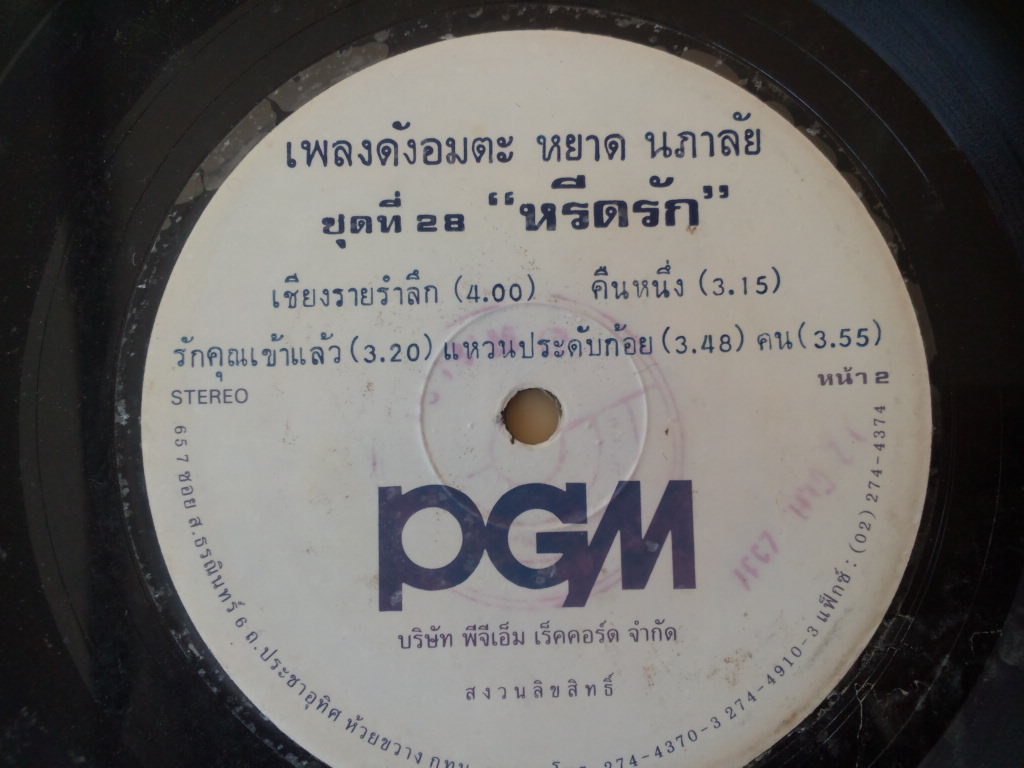 เพลงดังอมตะ หยาด นภาลัย
ชุดที่ 28 “หรีดรัก”
เชียงรายรำลึก (4.00) คืนหนึ่ง (3.15)
รักคุณเข้าแล้ว (3.20) แหวนประดับก้อย (3.48) คน (3.55)
STEREO
หน้า 2
PGM
บริษัท พีจีเอ็ม เร็คคอร์ด จำกัด
สงวนลิขสิทธิ์
657 ซอย ส.ธรณินทร์ 6 ถ.ประชาอุทิศ ห้วยขวาง กทม. โทร. 274-4370-3 274-4910-3 แฟ็กซ์ : (02) 274-4374